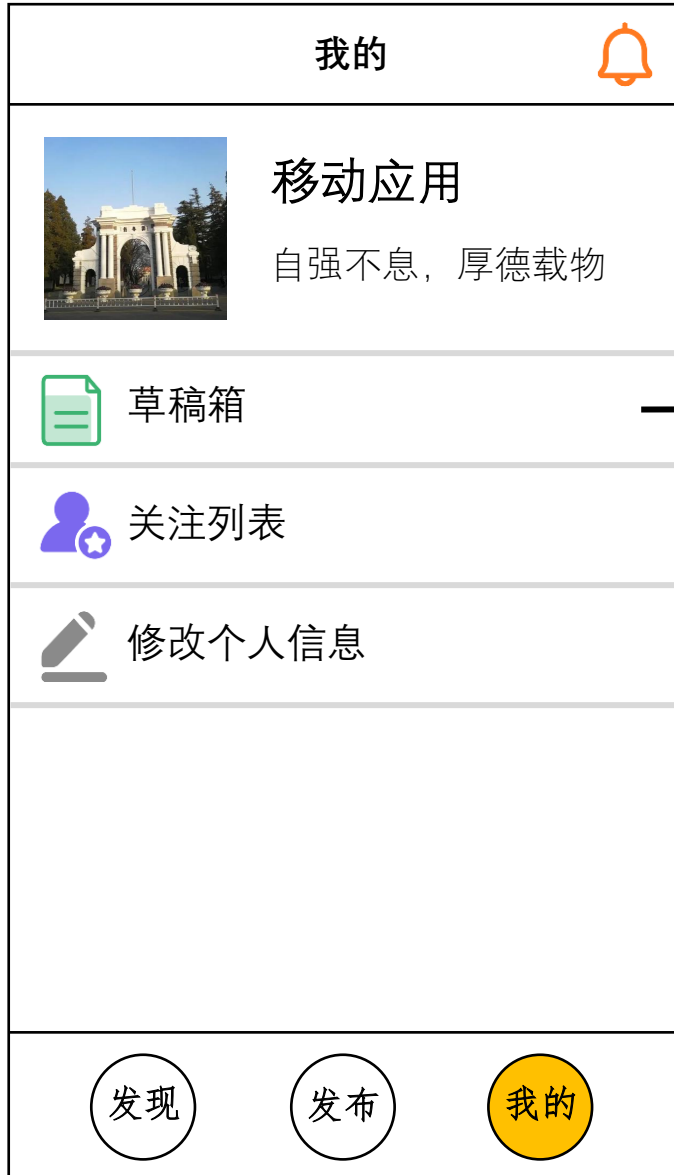 我的
移动应用
自强不息，厚德载物
草稿箱
关注列表
修改个人信息
发现
发布
我的